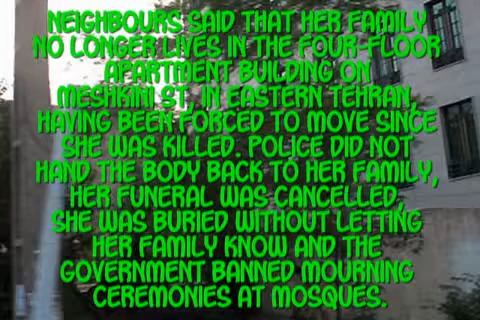 NEIGHBOURS SAID THAT HER FAMILY
NO LONGER LIVES IN THE FOUR-FLOOR
APARTMENT BUILDING ON
MESHKINI ST, IN EASTERN TEHRAN,
HAVING BEEN FORCED TO MOVE SINCE
SHE WAS KILLED. POLICE DID NOT
HAND THE BODY BACK TO HER FAMILY,
HER FUNERAL WAS CANCELLED,
SHE WAS BURIED WITHOUT LETTING
HER FAMILY KNOW AND THE
GOVERNMENT BANNED MOURNING
CEREMONIES AT MOSQUES.